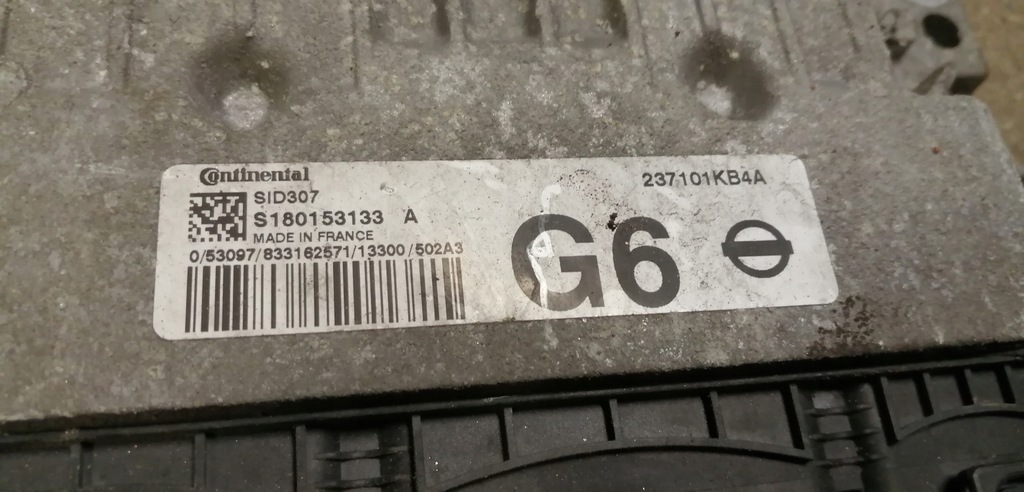 Continental
SID307
S180153133 A
MADE IN FRANCE
0/53097/833162571/13300/502A3
237101KB4A
G6